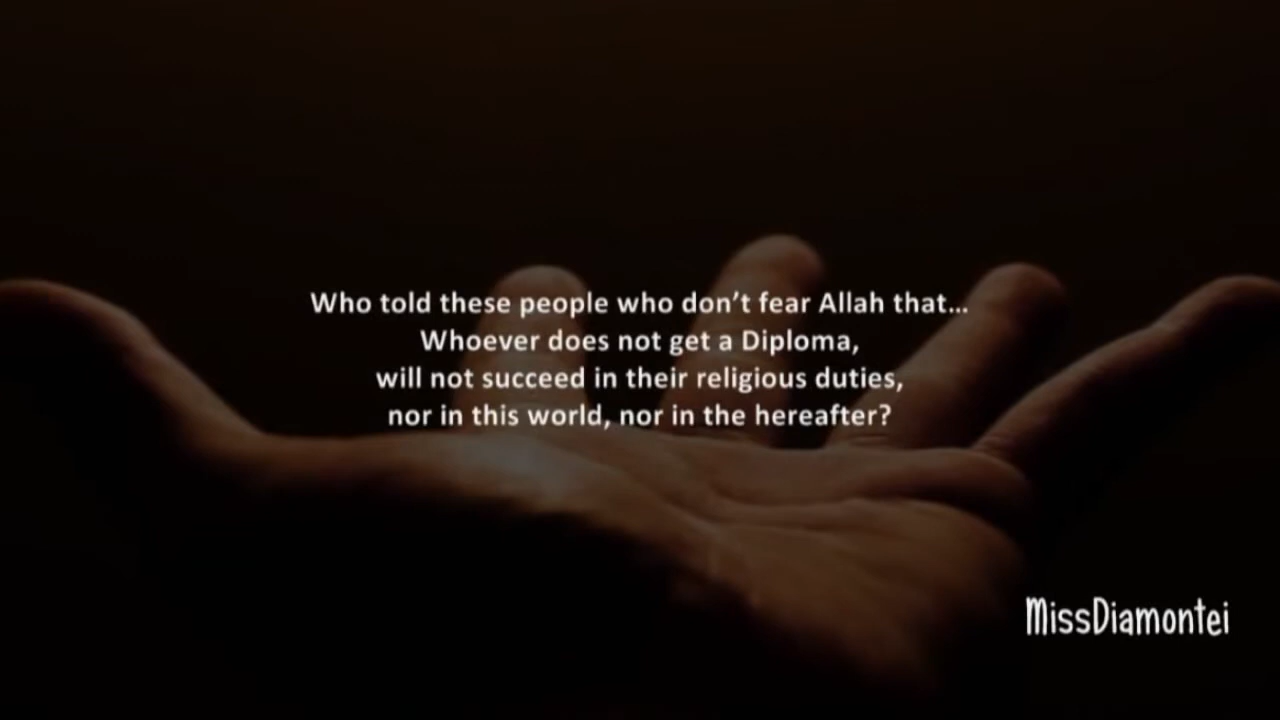 Who told these people who don’t fear Allah that...
Whoever does not get a Diploma,
will not succeed in their religious duties,
nor in this world, nor in the hereafter?
MissDiamontei